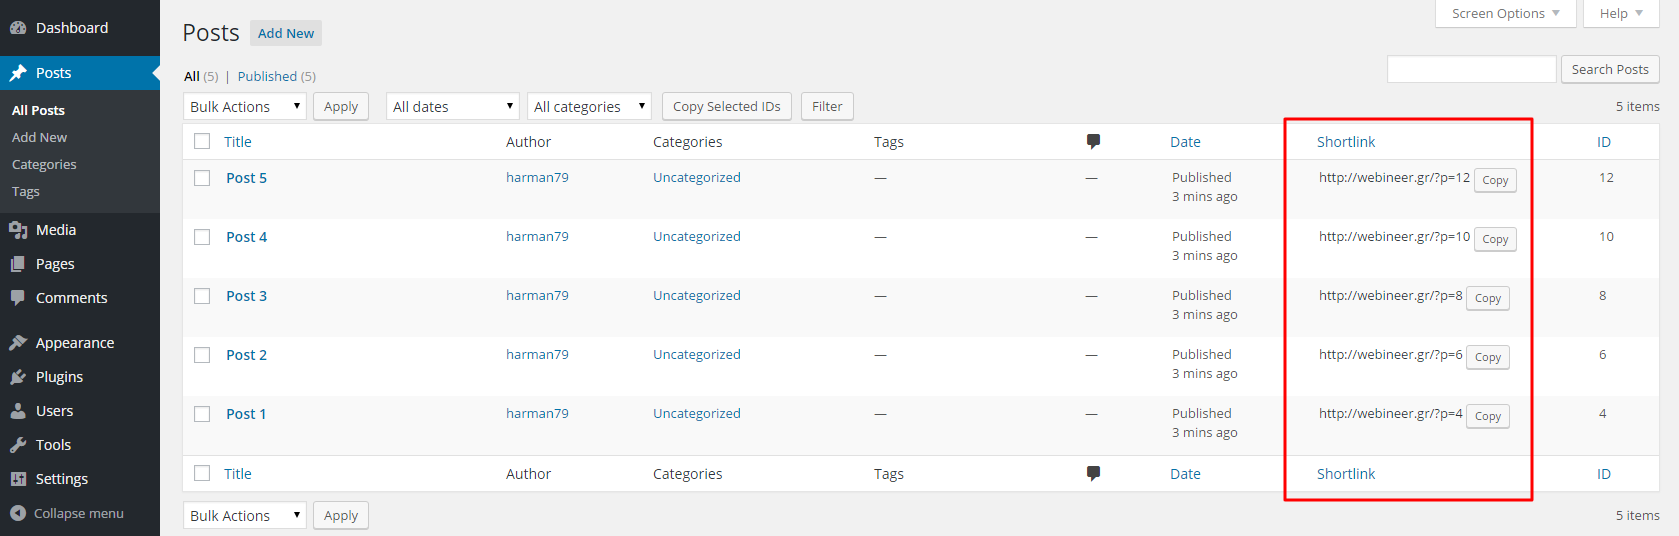 Dashboard
Posts
All Posts
Add New
Categories
Tags
Media
Pages
Comments
Appearance
Plugins
Users
Tools
Settings
Collapse menu
Screen Options Help
Posts Add New
All (5) | Published (5)
Search Posts
Bulk Actions Apply All dates All categories Copy Selected IDs Filter 5 items
Title Author Categories Tags Date Shortlink ID
Post 5 harman79 Uncategorized — — Published http://webineer.gr/?p=12 Copy 12
3 mins ago
Post 4 harman79 Uncategorized — — Published http://webineer.gr/?p=10 Copy 10
3 mins ago
Post 3 harman79 Uncategorized — — Published http://webineer.gr/?p=8 Copy 8
3 mins ago
Post 2 harman79 Uncategorized — — Published http://webineer.gr/?p=6 Copy 6
3 mins ago
Post 1 harman79 Uncategorized — — Published http://webineer.gr/?p=4 Copy 4
3 mins ago
Title Author Categories Tags Date Shortlink ID
Bulk Actions Apply 5 items